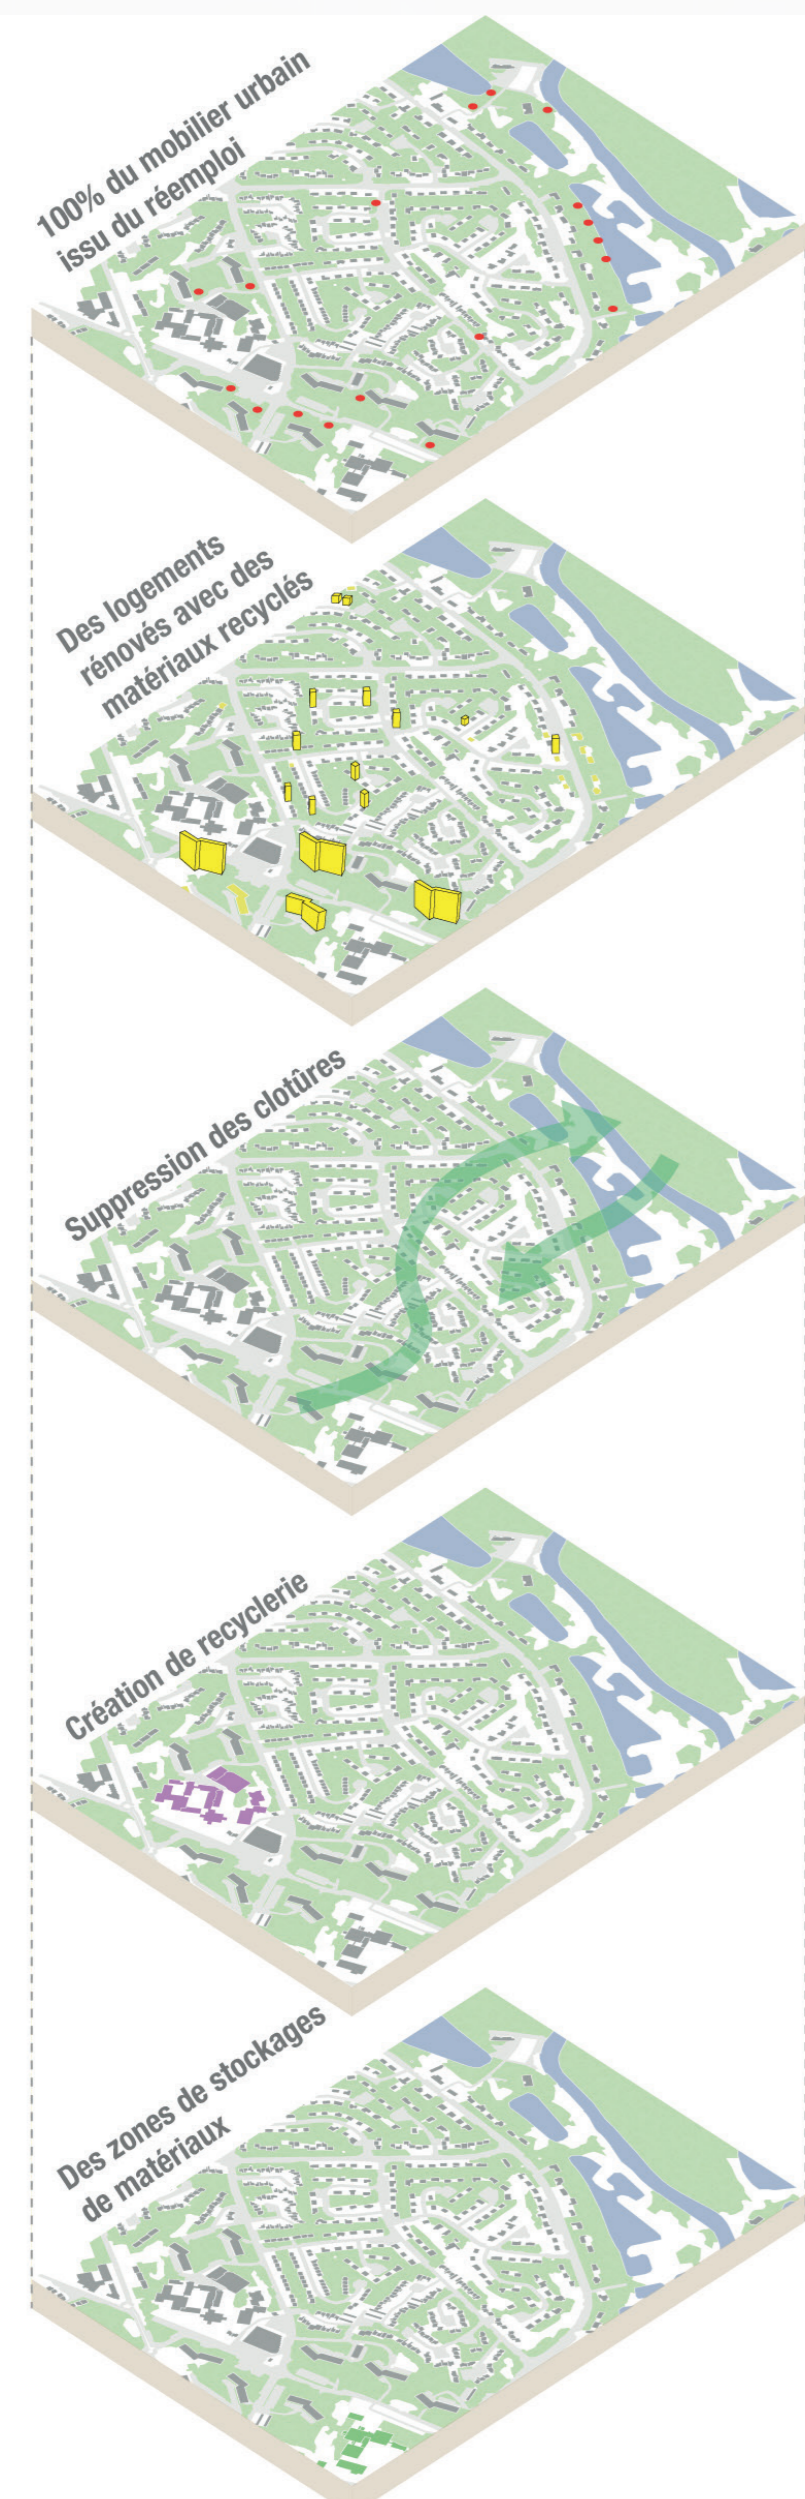 100% du mobilier urbain
issu du réemploi
Des logements
rénovés avec des
matériaux recyclés
Suppression des clotûres
Création de recyclerie
Des zones de stockages
de matériaux